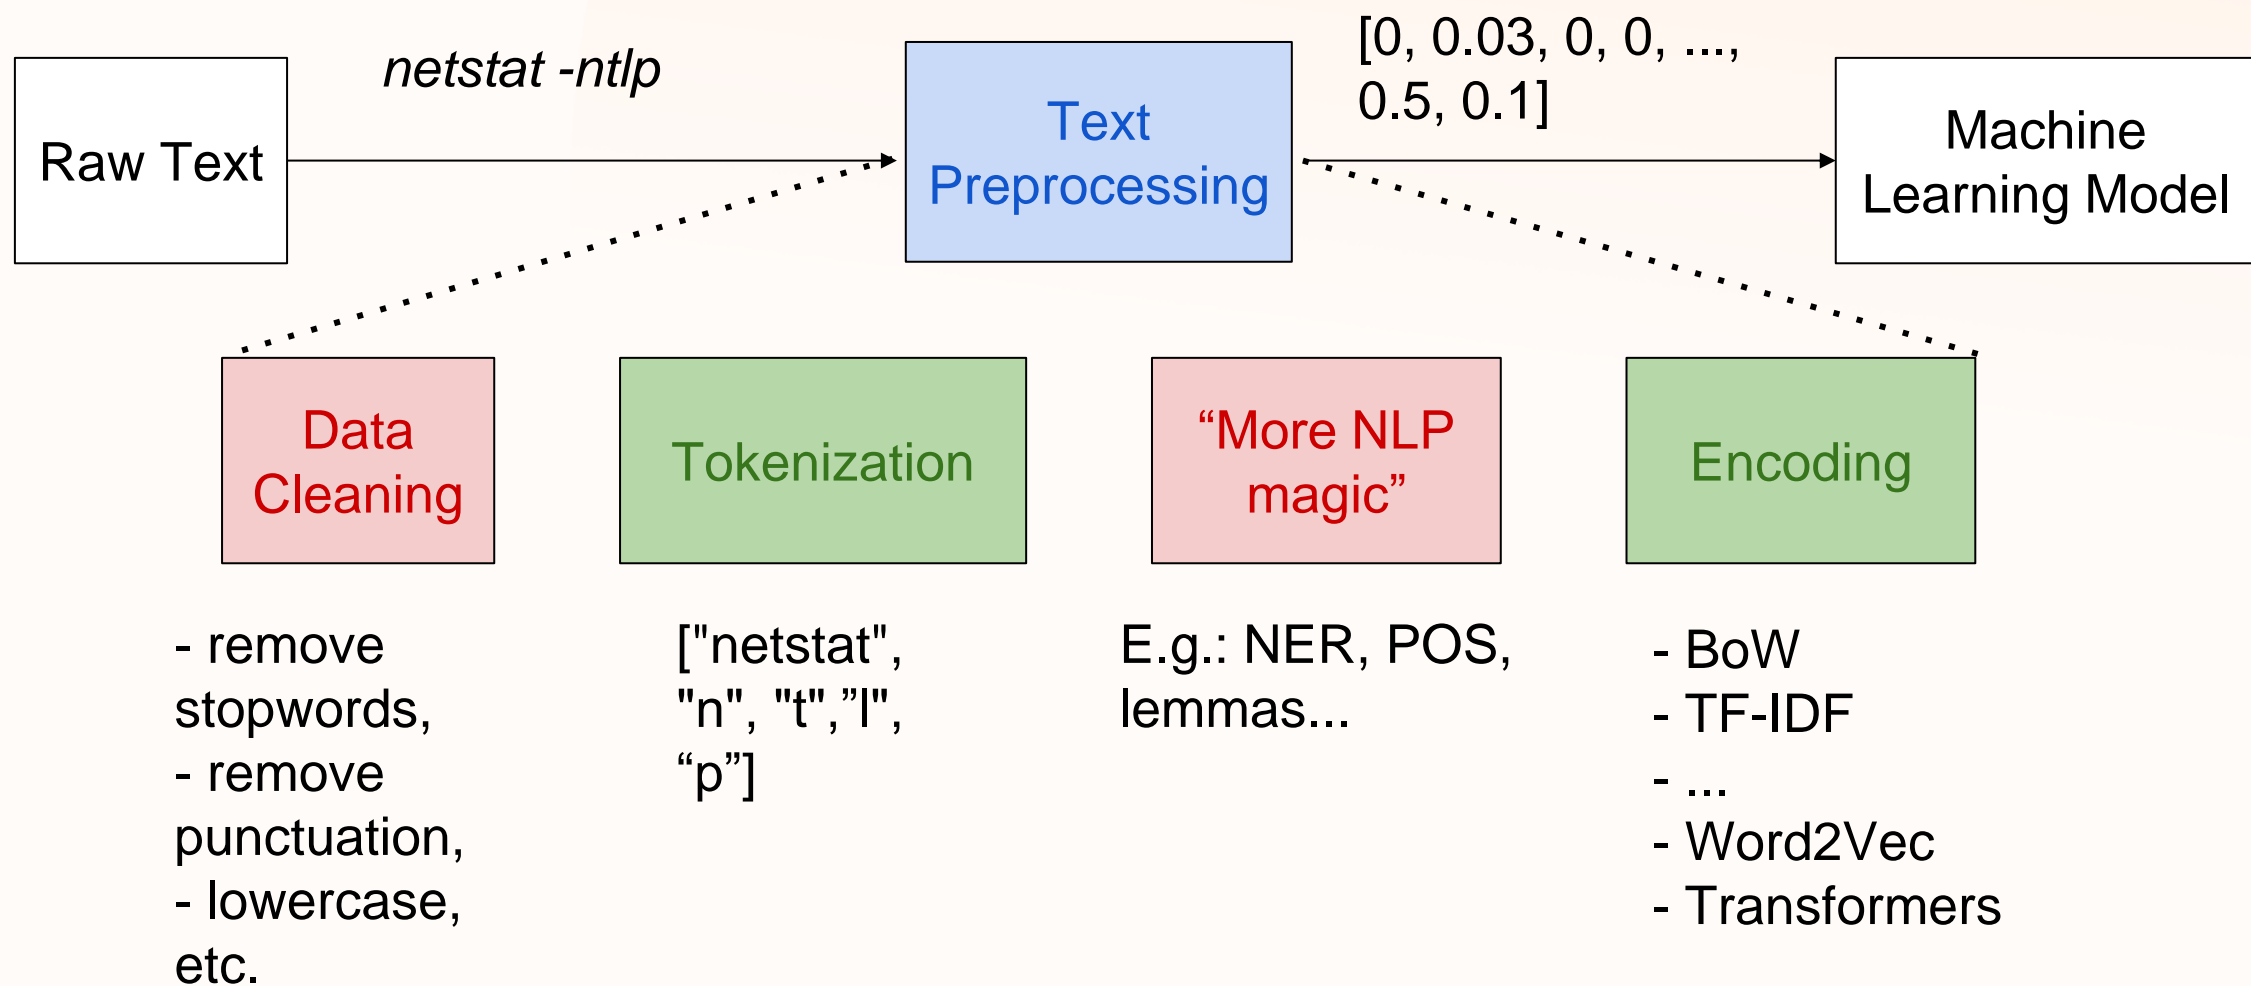 Raw Text
netstat -ntlp
Text
Preprocessing
[0, 0.03, 0, 0, ...,
0.5, 0.1]
Machine
Learning Model
Data
Cleaning
Tokenization
“More NLP
magic”
Encoding
- remove
stopwords,
- remove
punctuation,
- lowercase,
etc.
["netstat",
"n", "t",”l",
“p”]
E.g.: NER, POS,
lemmas...
- BoW
- TF-IDF
- ...
- Word2Vec
- Transformers